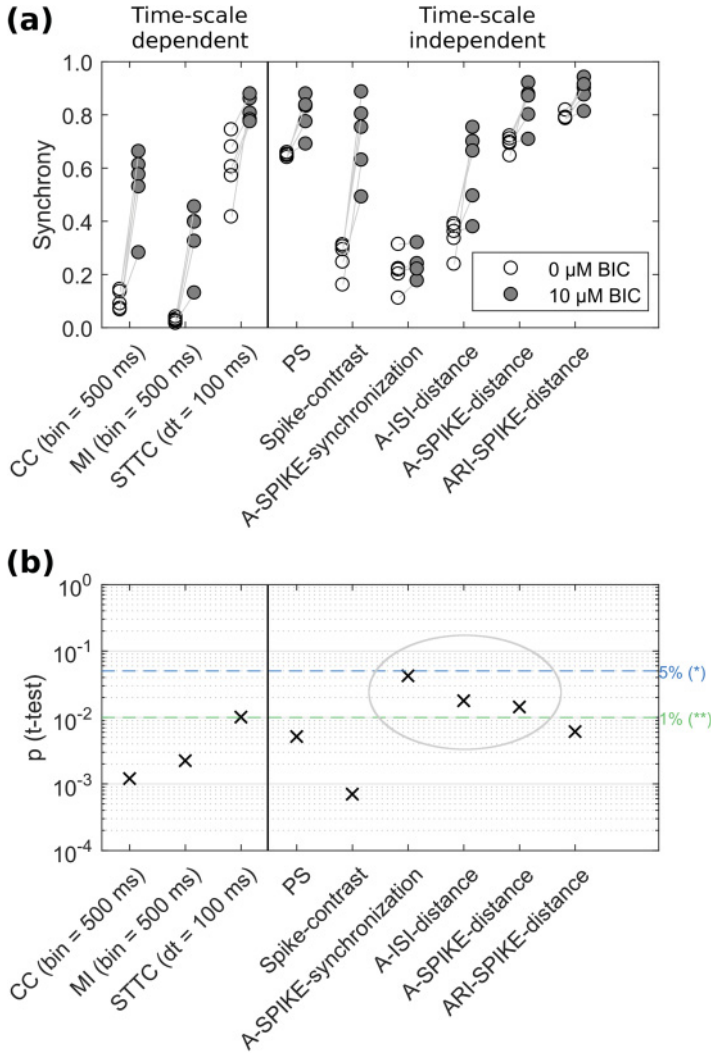 (a)
Time-scale dependent
Time-scale independent
1.0
0.8
0.6
0.4
0.2
0.0
Synchrony
0 µM BIC
10 µM BIC
CC (bin = 500 ms)
MI (bin = 500 ms)
STTC (dt = 100 ms)
PS
Spike-contrast
A-SPIKE-synchronization
A-ISI-distance
A-SPIKE-distance
ARI-SPIKE-distance
(b)
10^0
10^-1
10^-2
10^-3
10^-4
p (t-test)
5% (*)
1% (**)
CC (bin = 500 ms)
MI (bin = 500 ms)
STTC (dt = 100 ms)
PS
Spike-contrast
A-SPIKE-synchronization
A-ISI-distance
A-SPIKE-distance
ARI-SPIKE-distance